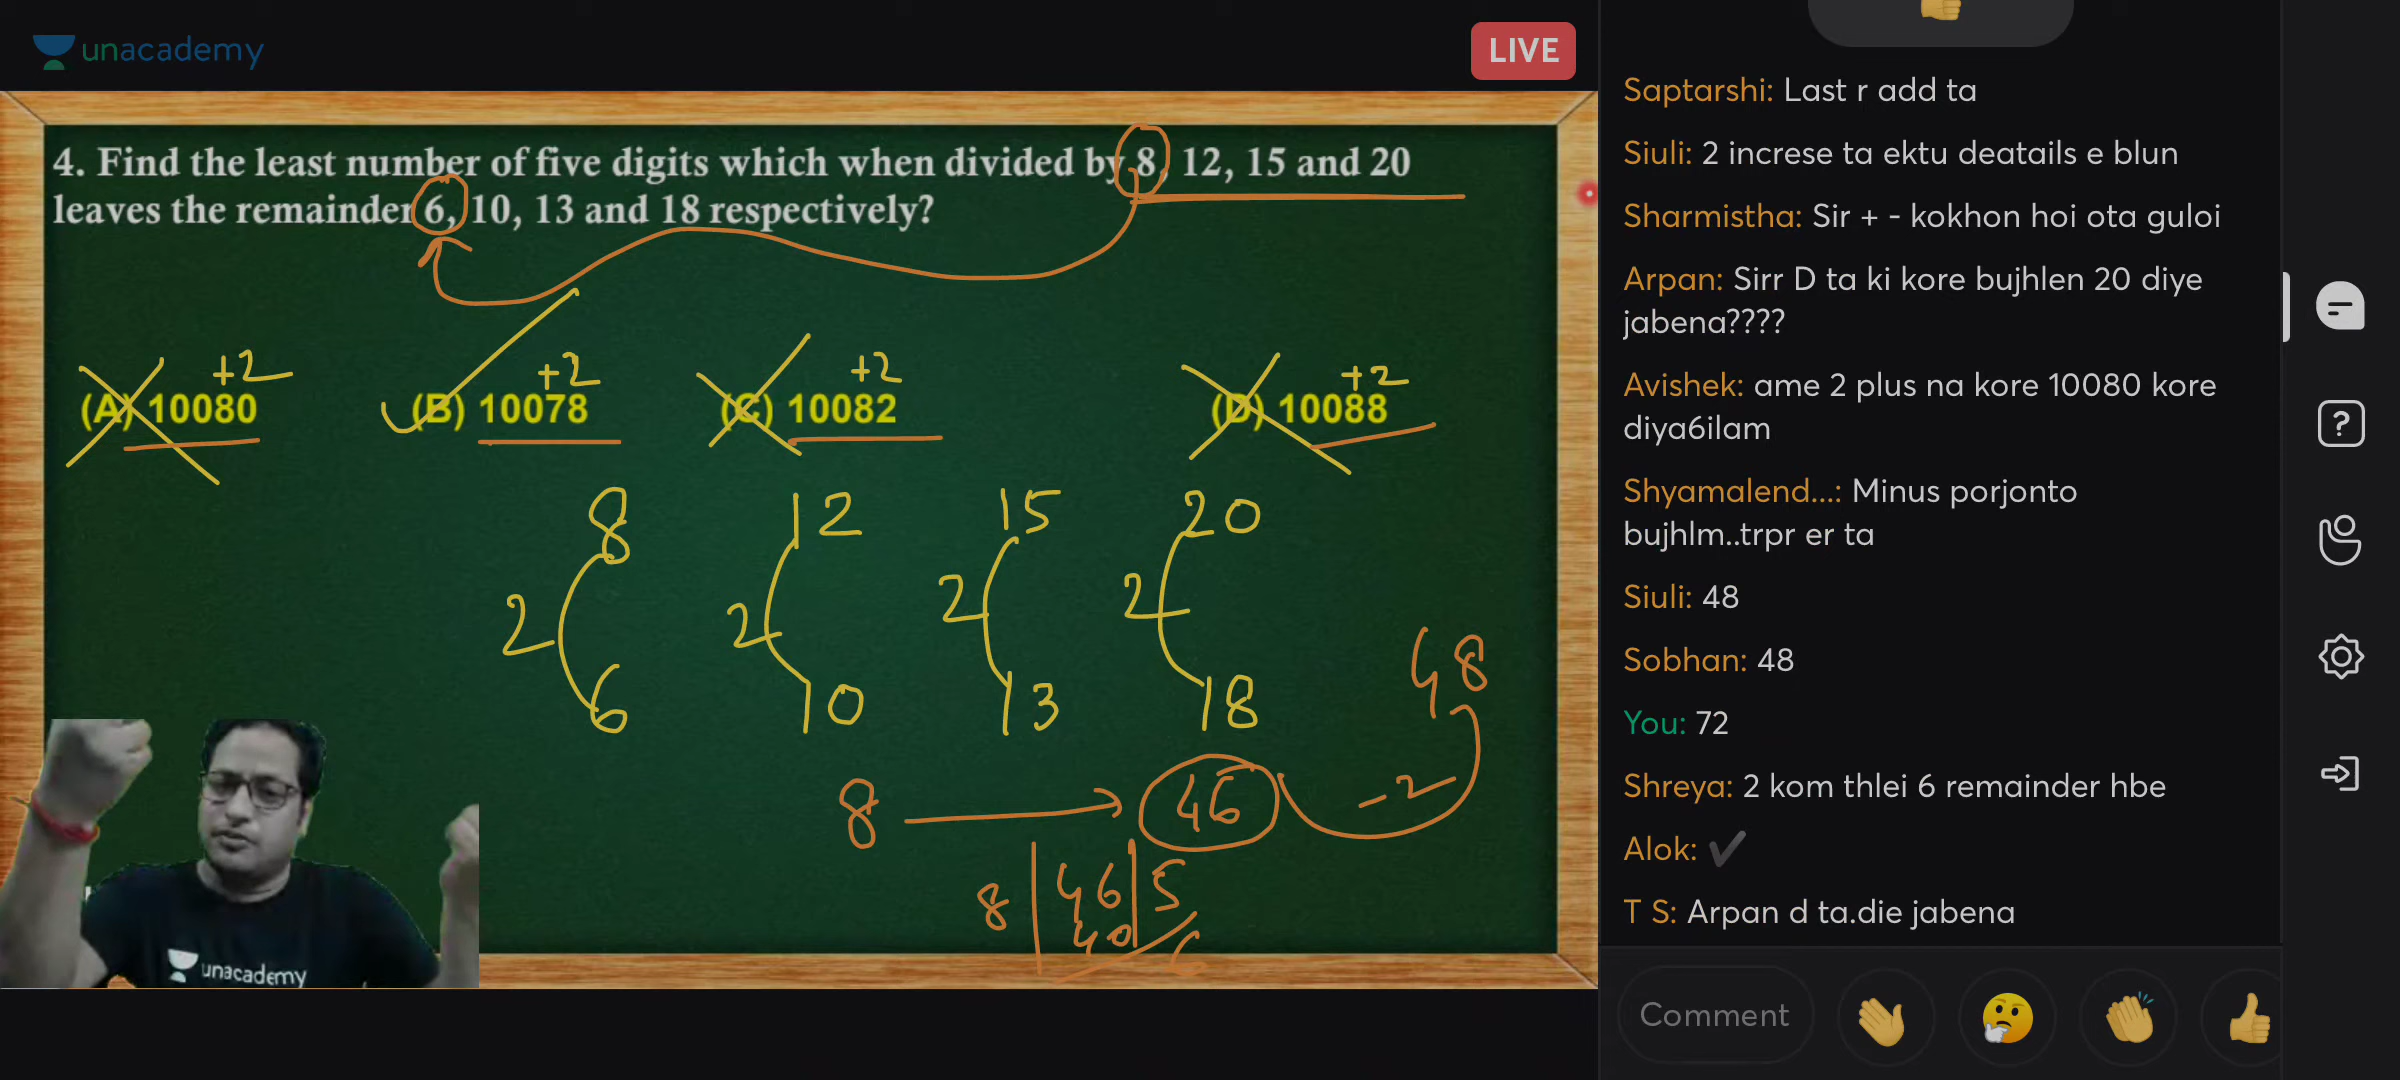 unacademy
LIVE
4. Find the least number of five digits which when divided by 8, 12, 15 and 20
leaves the remainder 6, 10, 13 and 18 respectively?
+2 +2 +2 +2
(A) 10080 (B) 10078 (C) 10082 (D) 10088
8 12 15 20
2 2 2 2
6 10 13 18
48
8 46 -2
8 46 5
40
6
unacademy
Saptarshi: Last r add ta
Siuli: 2 increse ta ektu deatails e blun
Sharmistha: Sir + - kokhon hoi ota guloi
Arpan: Sirr D ta ki kore bujhlen 20 diye
jabena????
Avishek: ame 2 plus na kore 10080 kore
diya6ilam
Shyamalend...: Minus porjonto
bujhlm..trpr er ta
Siuli: 48
Sobhan: 48
You: 72
Shreya: 2 kom thlei 6 remainder hbe
Alok: ✔
T S: Arpan d ta.die jabena
Comment